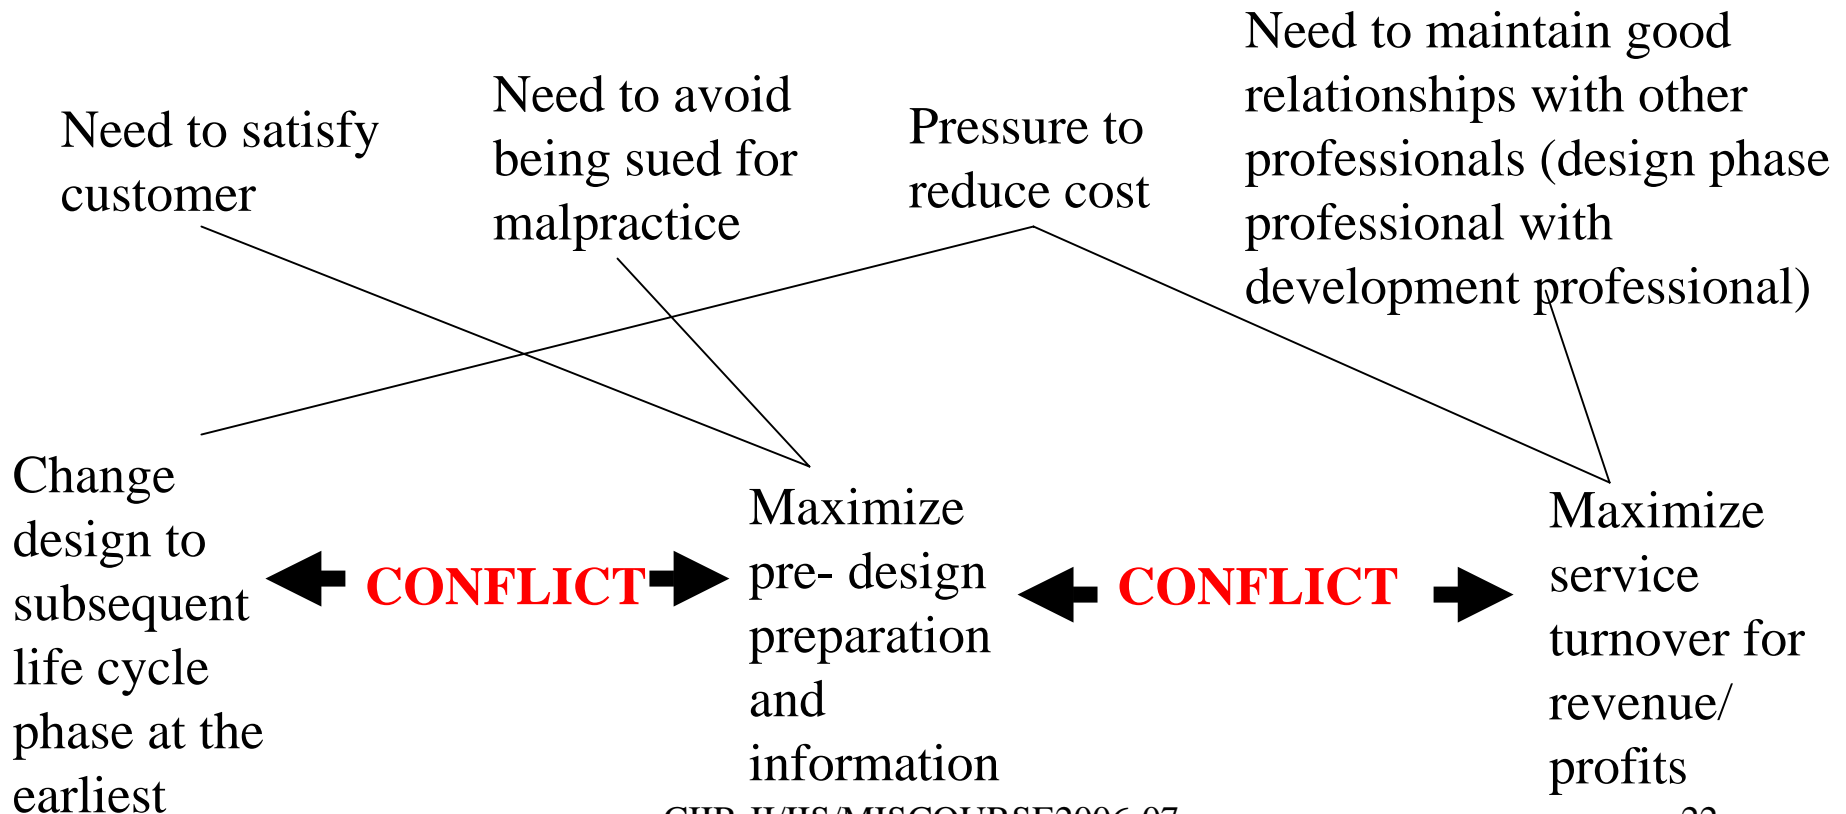 Need to satisfy
customer
Need to avoid
being sued for
malpractice
Pressure to
reduce cost
Need to maintain good
relationships with other
professionals (design phase
professional with
development professional)
Change
design to
subsequent
life cycle
phase at the
earliest
CONFLICT
Maximize
pre- design
preparation
and
information
CONFLICT
Maximize
service
turnover for
revenue/
profits